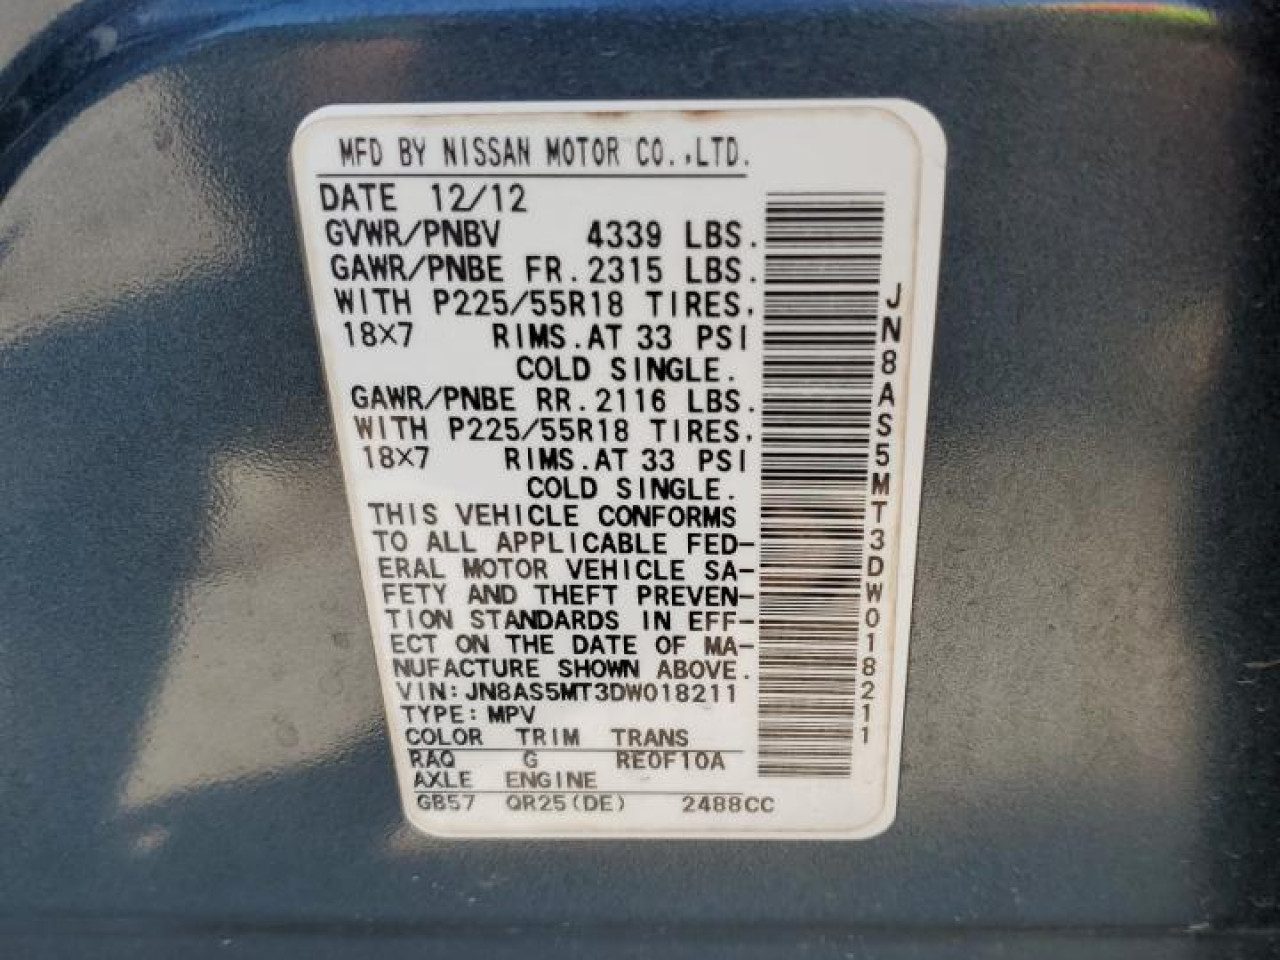 MFD BY NISSAN MOTOR CO.,LTD.
DATE 12/12
GVWR/PNBV 4339 LBS.
GAWR/PNBE FR.2315 LBS.
WITH P225/55R18 TIRES,
18X7 RIMS.AT 33 PSI
COLD SINGLE.
GAWR/PNBE RR.2116 LBS.
WITH P225/55R18 TIRES,
18X7 RIMS.AT 33 PSI
COLD SINGLE.
THIS VEHICLE CONFORMS
TO ALL APPLICABLE FED-
ERAL MOTOR VEHICLE SA-
FETY AND THEFT PREVEN-
TION STANDARDS IN EFF-
ECT ON THE DATE OF MA-
NUFACTURE SHOWN ABOVE.
VIN:JN8AS5MT3DW018211
TYPE:MPV
COLOR TRIM TRANS
RAQ G RE0F10A
AXLE ENGINE
GB57 QR25(DE) 2488CC
JN8AS5MT3DW018211